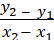 y₂ - y₁
x₂ - x₁